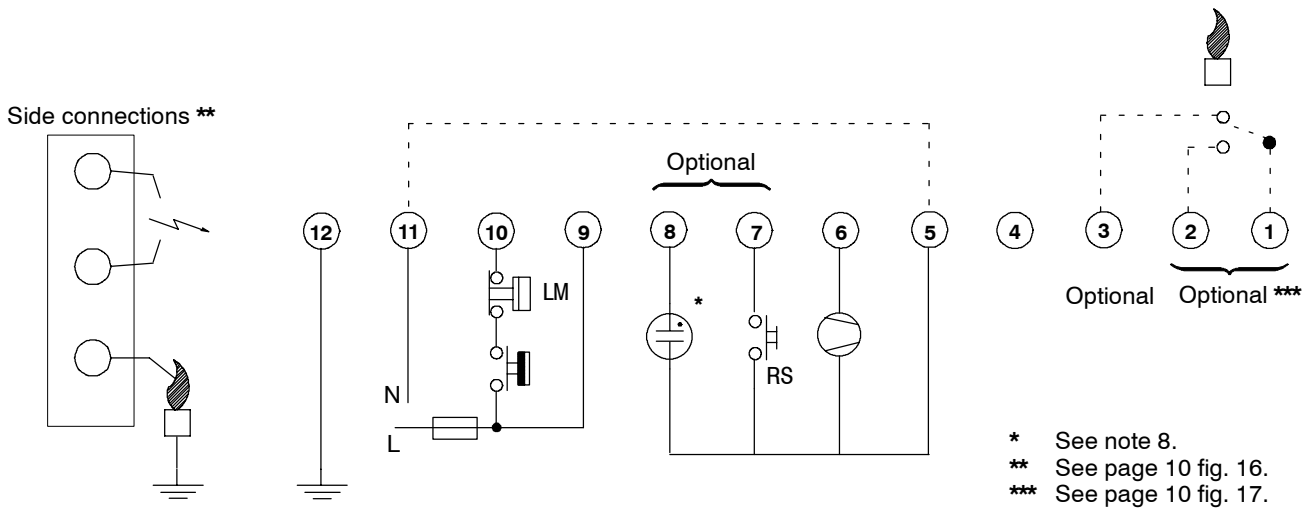 Side connections **
Optional
12
11
10
9
8
7
6
5
4
3
2
1
LM
*
Optional
Optional ***
RS
N
L
* See note 8.
** See page 10 fig. 16.
*** See page 10 fig. 17.